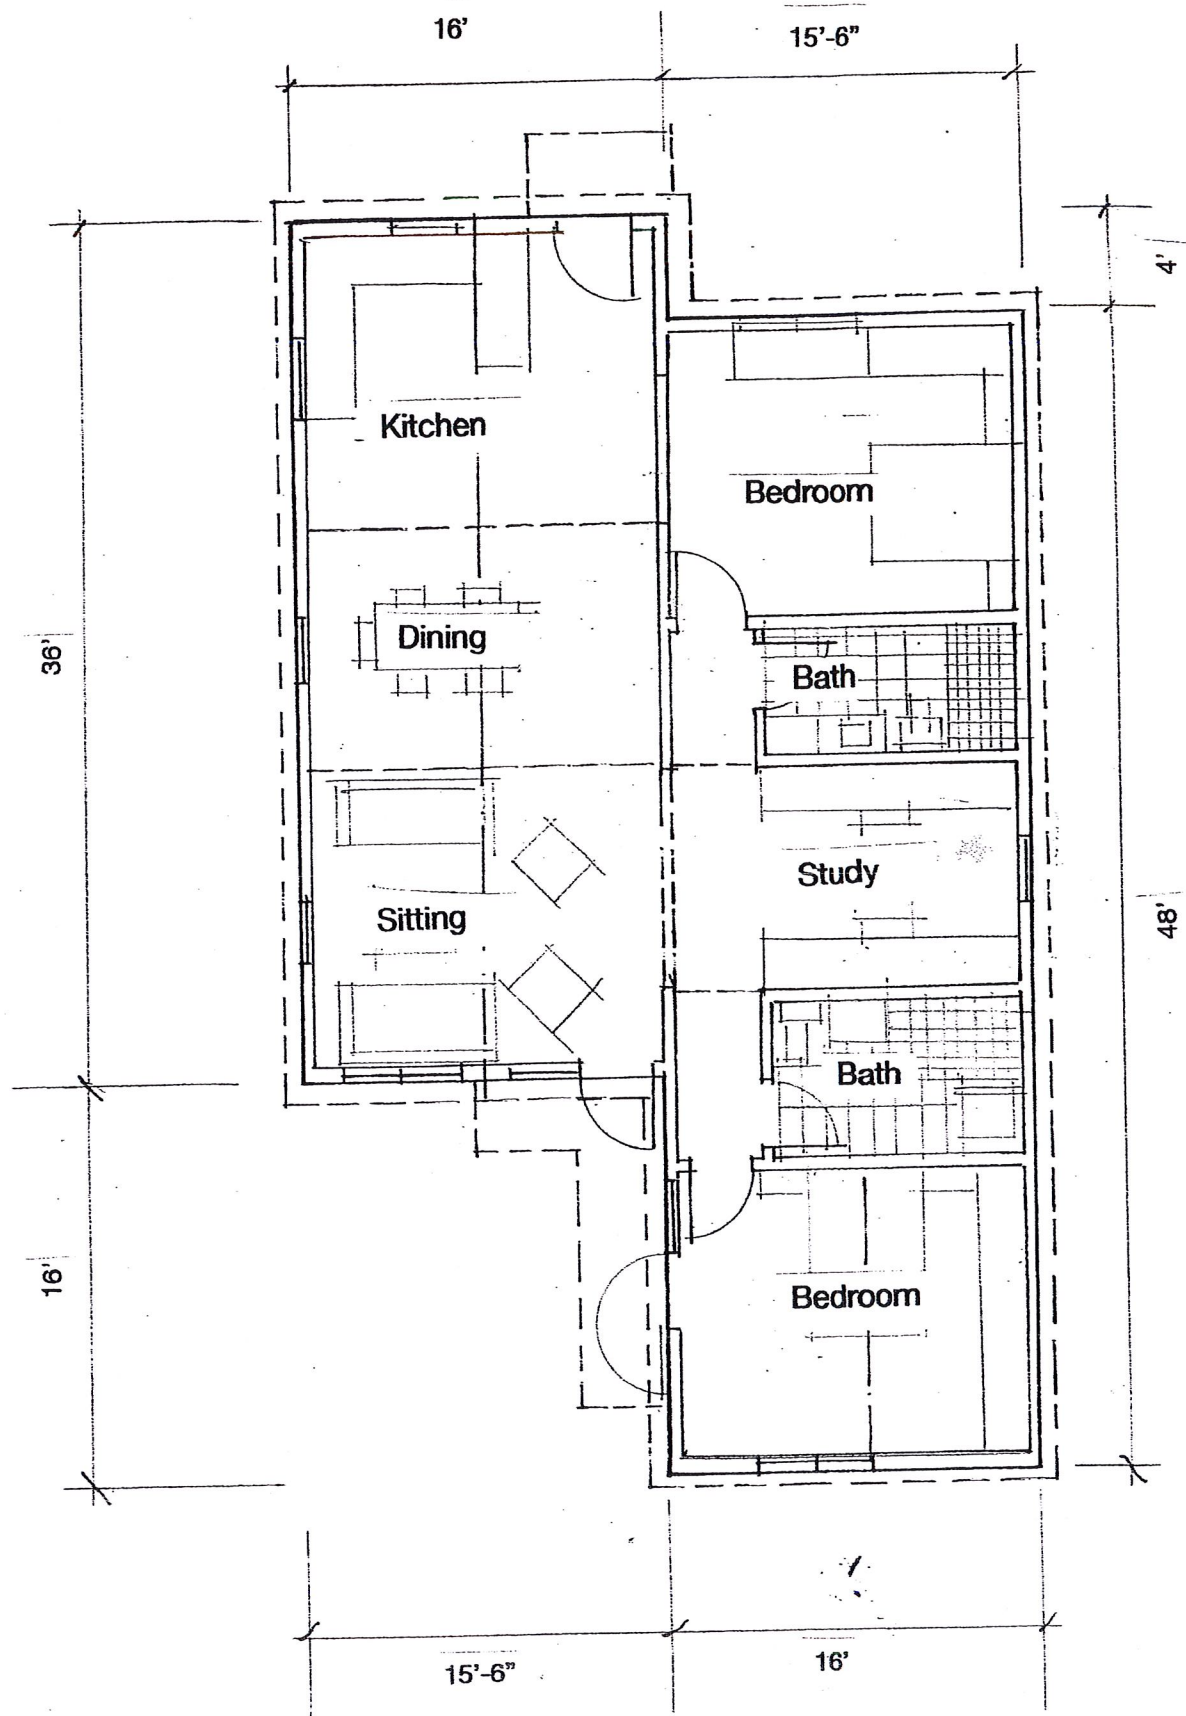 16'
15'-6"
4'
Kitchen
Bedroom
36'
Dining
Bath
Study
48'
Sitting
Bath
16'
Bedroom
15'-6"
16'